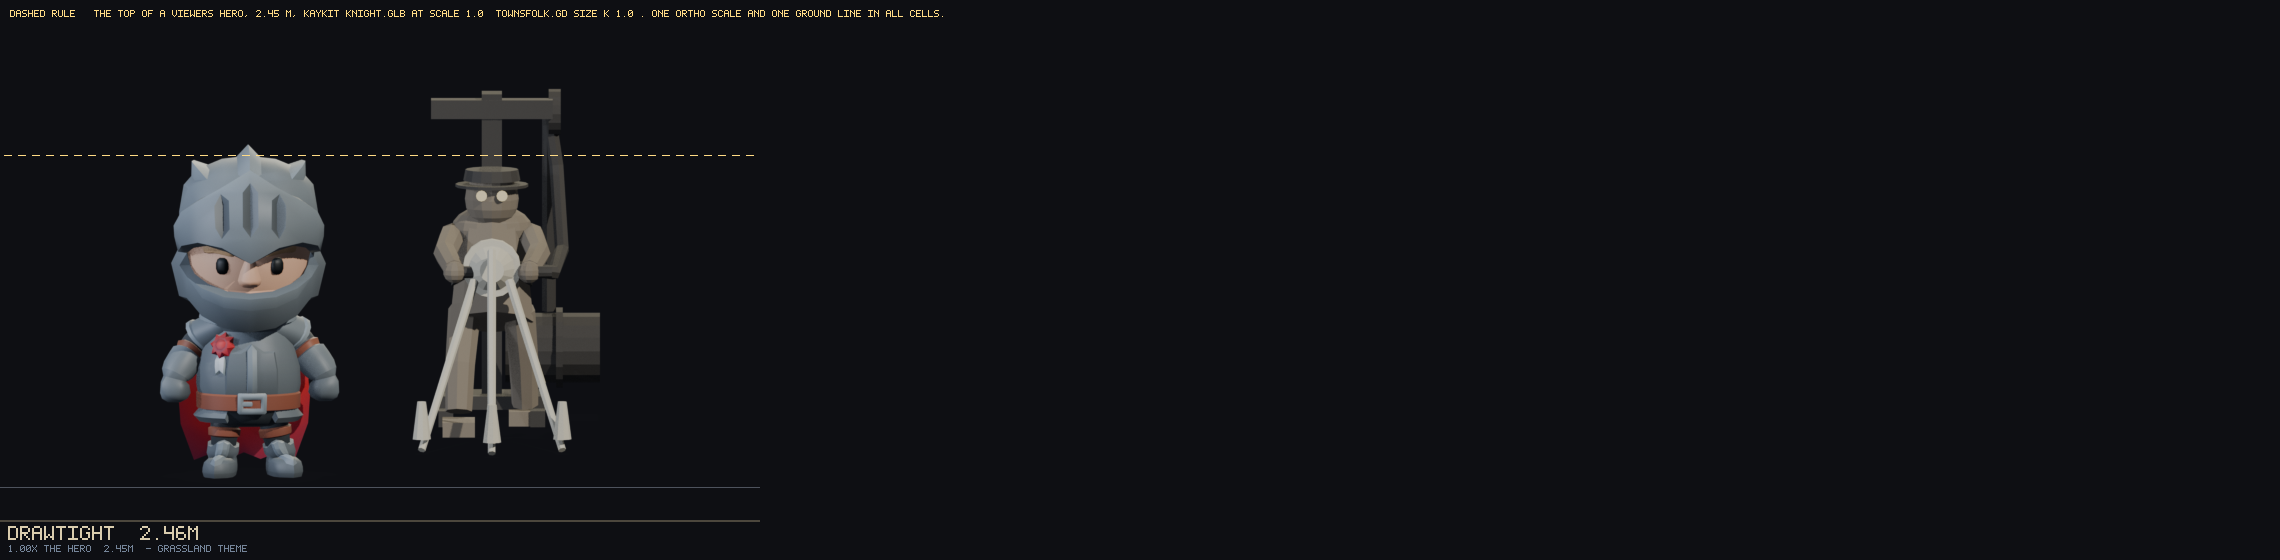 DASHED RULE THE TOP OF A VIEWERS HERO, 2.45 M, KAYKIT KNIGHT.GLB AT SCALE 1.0 TOWNSFOLK.GD SIZE K 1.0 . ONE ORTHO SCALE AND ONE GROUND LINE IN ALL CELLS.
DRAWTIGHT 2.46M
1.00X THE HERO 2.45M - GRASSLAND THEME